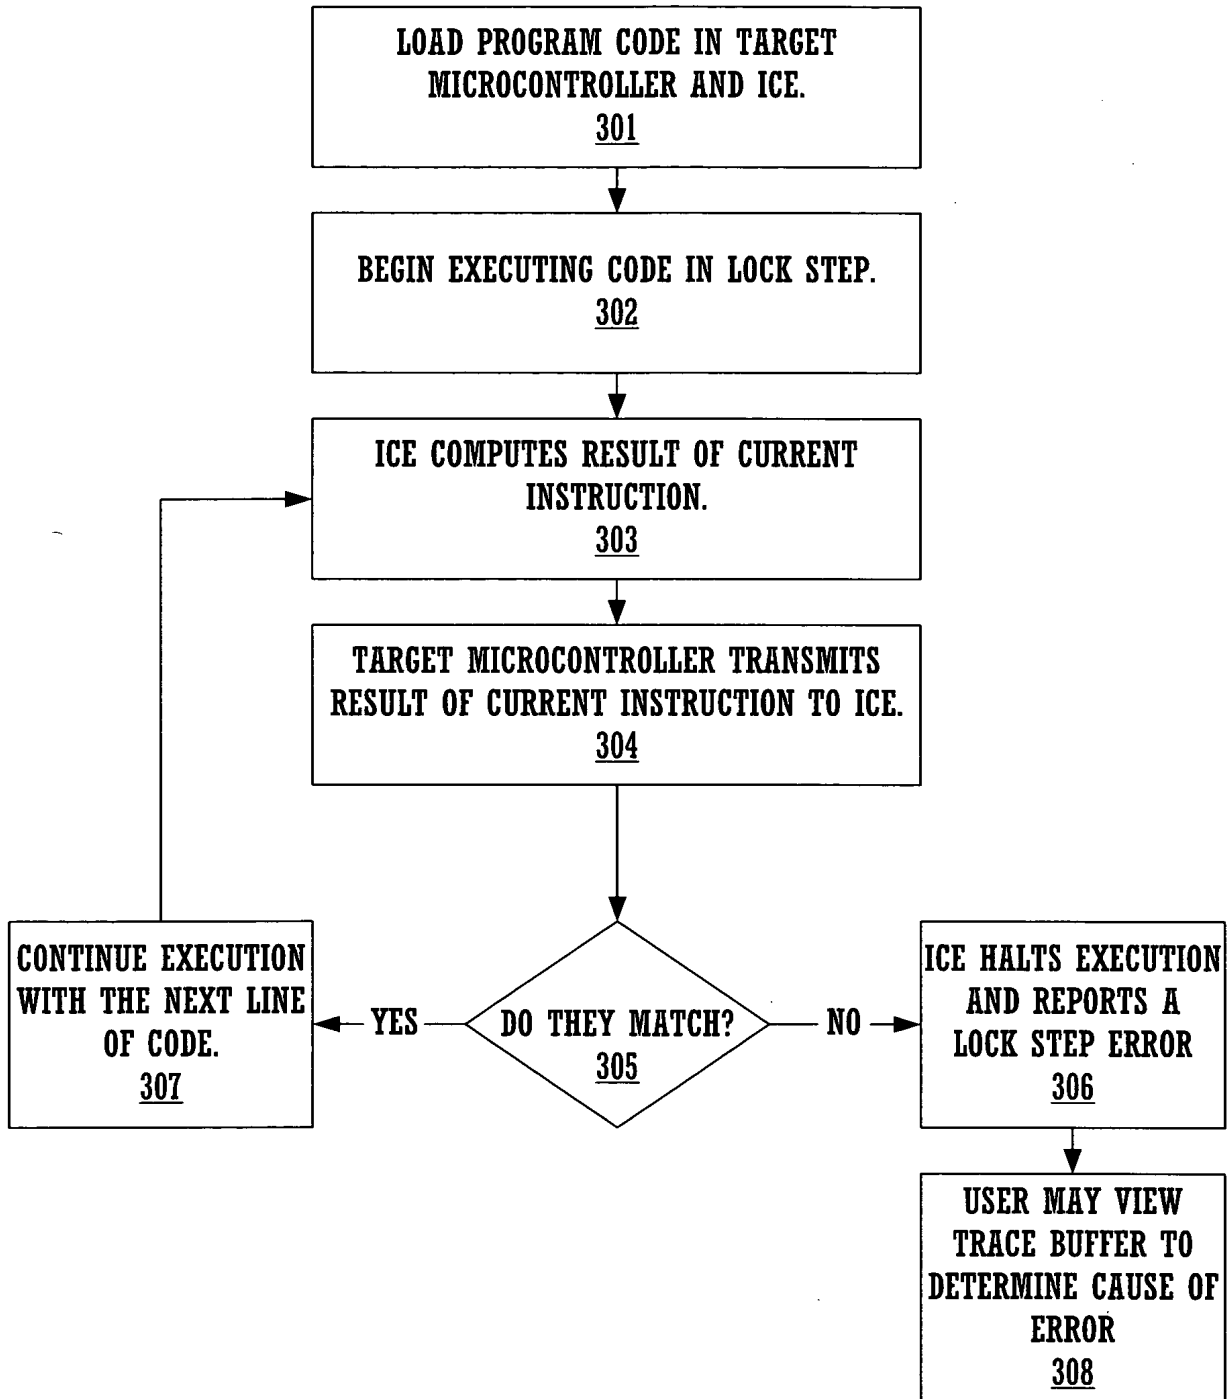 LOAD PROGRAM CODE IN TARGET
MICROCONTROLLER AND ICE.
301
BEGIN EXECUTING CODE IN LOCK STEP.
302
ICE COMPUTES RESULT OF CURRENT
INSTRUCTION.
303
TARGET MICROCONTROLLER TRANSMITS
RESULT OF CURRENT INSTRUCTION TO ICE.
304
DO THEY MATCH?
305
YES
NO
CONTINUE EXECUTION
WITH THE NEXT LINE
OF CODE.
307
ICE HALTS EXECUTION
AND REPORTS A
LOCK STEP ERROR
306
USER MAY VIEW
TRACE BUFFER TO
DETERMINE CAUSE OF
ERROR
308